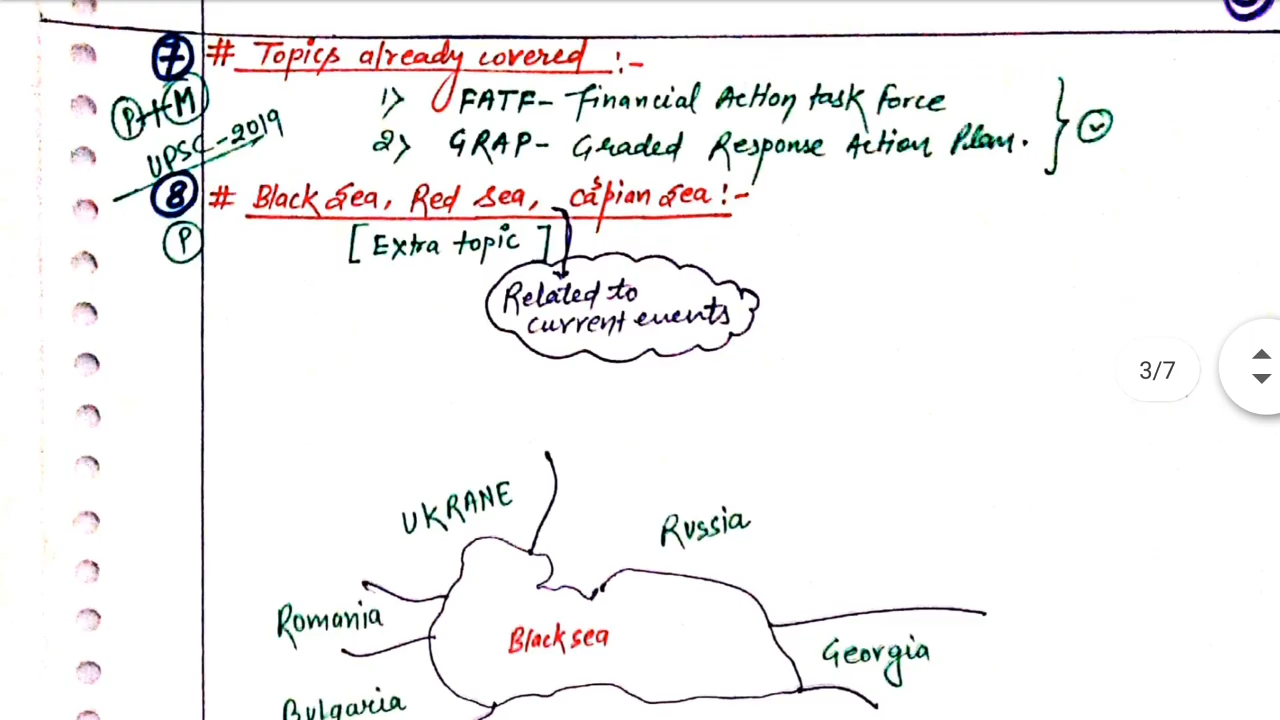 7 # Topics already covered :-
P+M
1) FATF- Financial Action task Force
UPSC-2019
2) GRAP- Graded Response Action Plan.
8 # Black Sea, Red Sea, Capian Sea :-
s
P
[Extra topic]
Related to
current events
3/7
UKRANE
Russia
Romania
Black sea
Georgia
Bulgaria